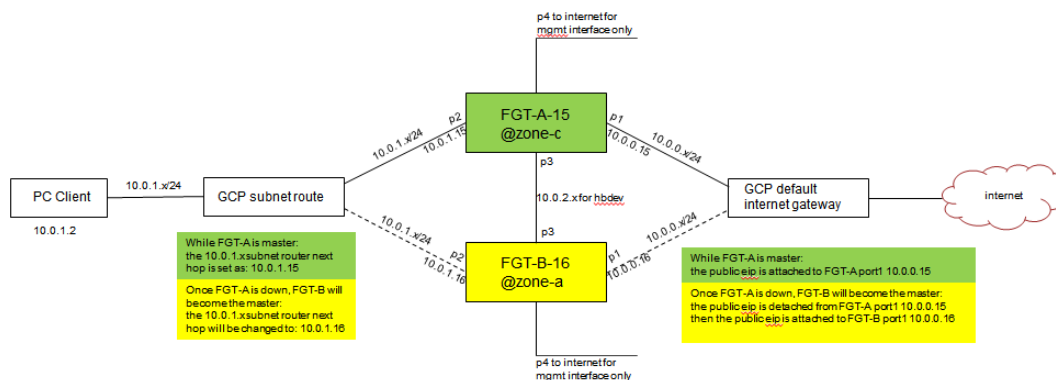 p4 to internet for
mgmt interface only
FGT-A-15
@zone-c
p2
p1
10.0.1.x/24
10.0.1.15
10.0.0.15
10.0.0.x/24
p3
PC Client
10.0.1.x/24
GCP subnet route
10.0.2.x for hbdev
GCP default
internet gateway
internet
10.0.1.2
10.0.1.x/24
10.0.0.x/24
p3
p2
10.0.1.16
p1
10.0.0.16
FGT-B-16
@zone-a
While FGT-A is master:
the 10.0.1.x subnet router next
hop is set as: 10.0.1.15
Once FGT-A is down, FGT-B will
become the master:
the 10.0.1.x subnet router next
hop will be changed to: 10.0.1.16
While FGT-A is master:
the public eip is attached to FGT-A port1 10.0.0.15
Once FGT-A is down, FGT-B will become the master:
the public eip is detached from FGT-A port1 10.0.0.15
then the public eip is attached to FGT-B port1 10.0.0.16
p4 to internet for
mgmt interface only